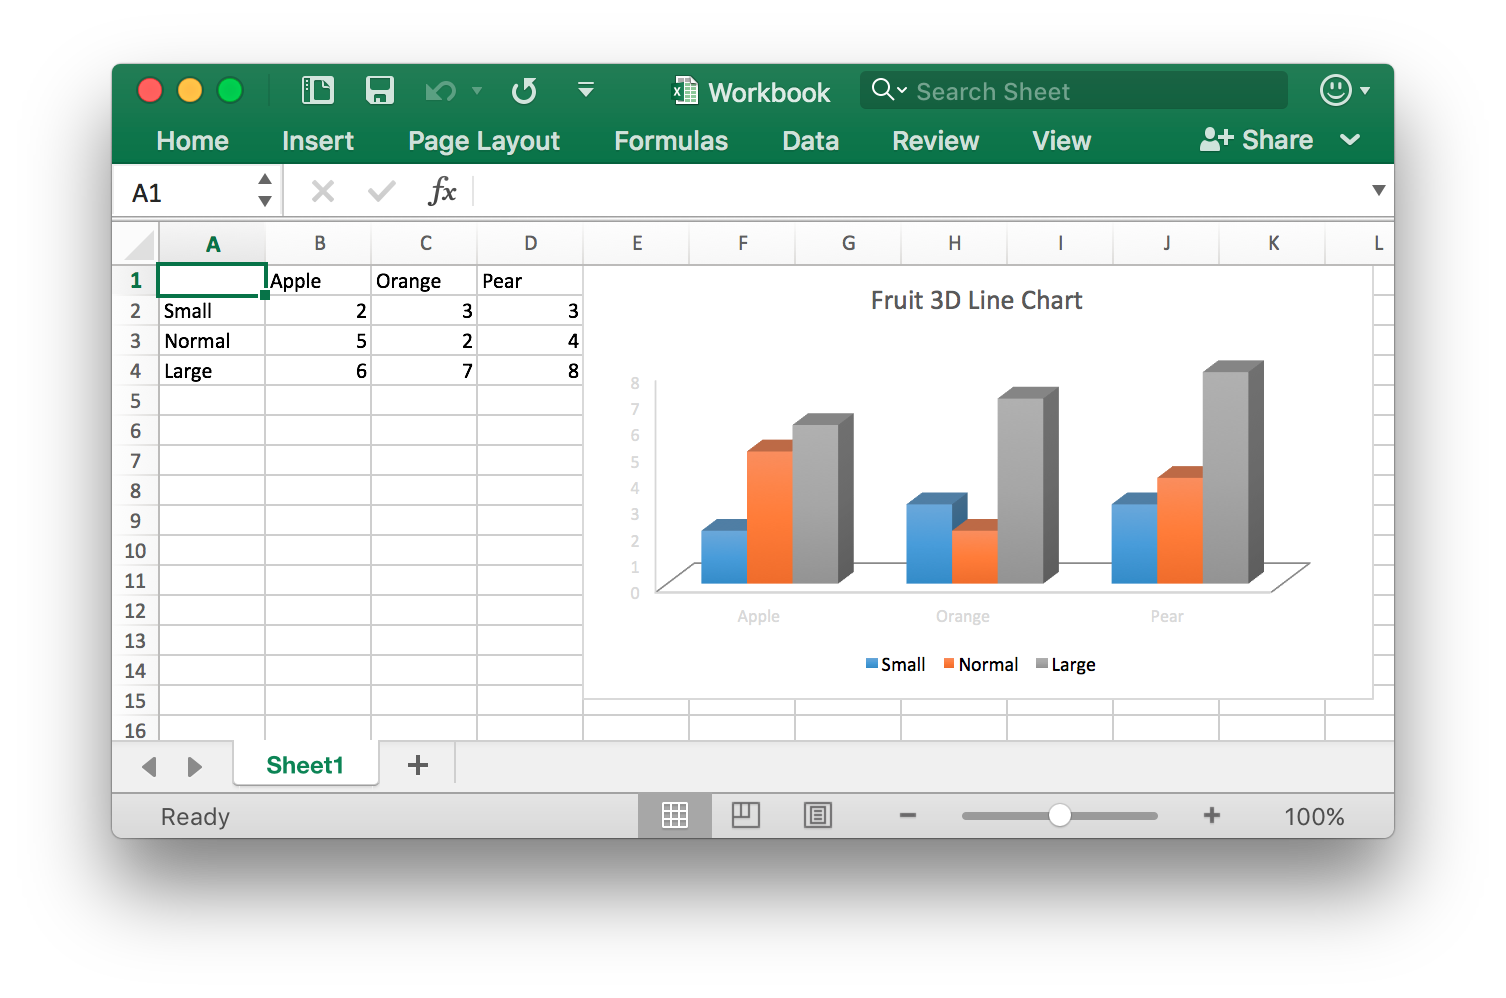 Workbook
Search Sheet
Home Insert Page Layout Formulas Data Review View Share
A1 fx
A B C D E F G H I J K L
1 Apple Orange Pear
2 Small 2 3 3
3 Normal 5 2 4
4 Large 6 7 8
5
6
7
8
9
10
11
12
13
14
15
16
Fruit 3D Line Chart
8
7
6
5
4
3
2
1
0
Apple Orange Pear
Small Normal Large
Sheet1 +
Ready 100%